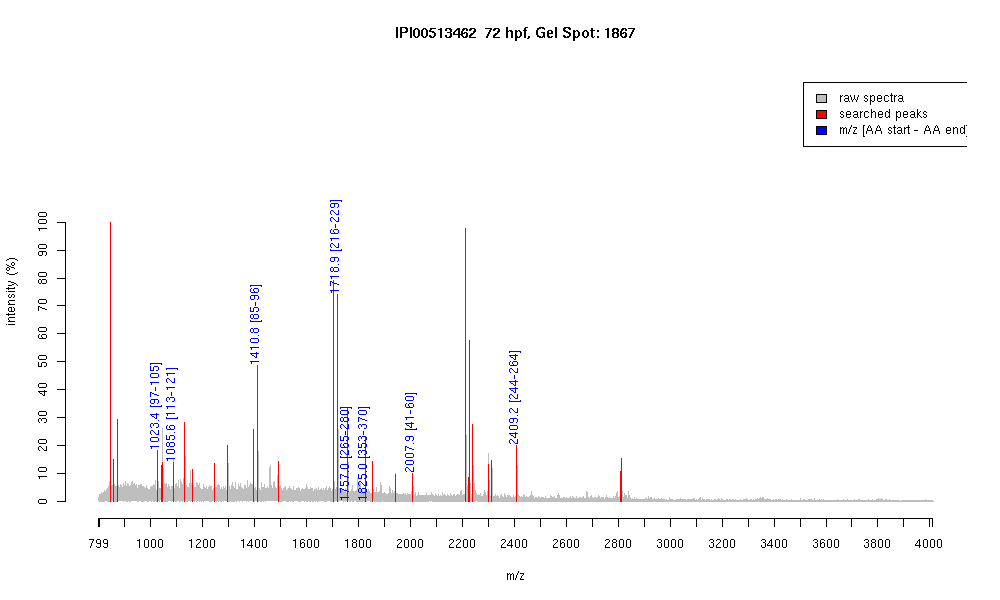 IPI00513462 72 hpf, Gel Spot: 1867
raw spectra
searched peaks
m/z [AA start - AA end]
intensity (%)
100
90
80
70
60
50
40
30
20
10
0
1023.4 [97-105]
1085.6 [113-121]
1410.8 [85-96]
1718.9 [216-229]
1757.0 [265-280]
1825.0 [353-370]
2007.9 [41-60]
2409.2 [244-264]
799 1000 1200 1400 1600 1800 2000 2200 2400 2600 2800 3000 3200 3400 3600 3800 4000
m/z